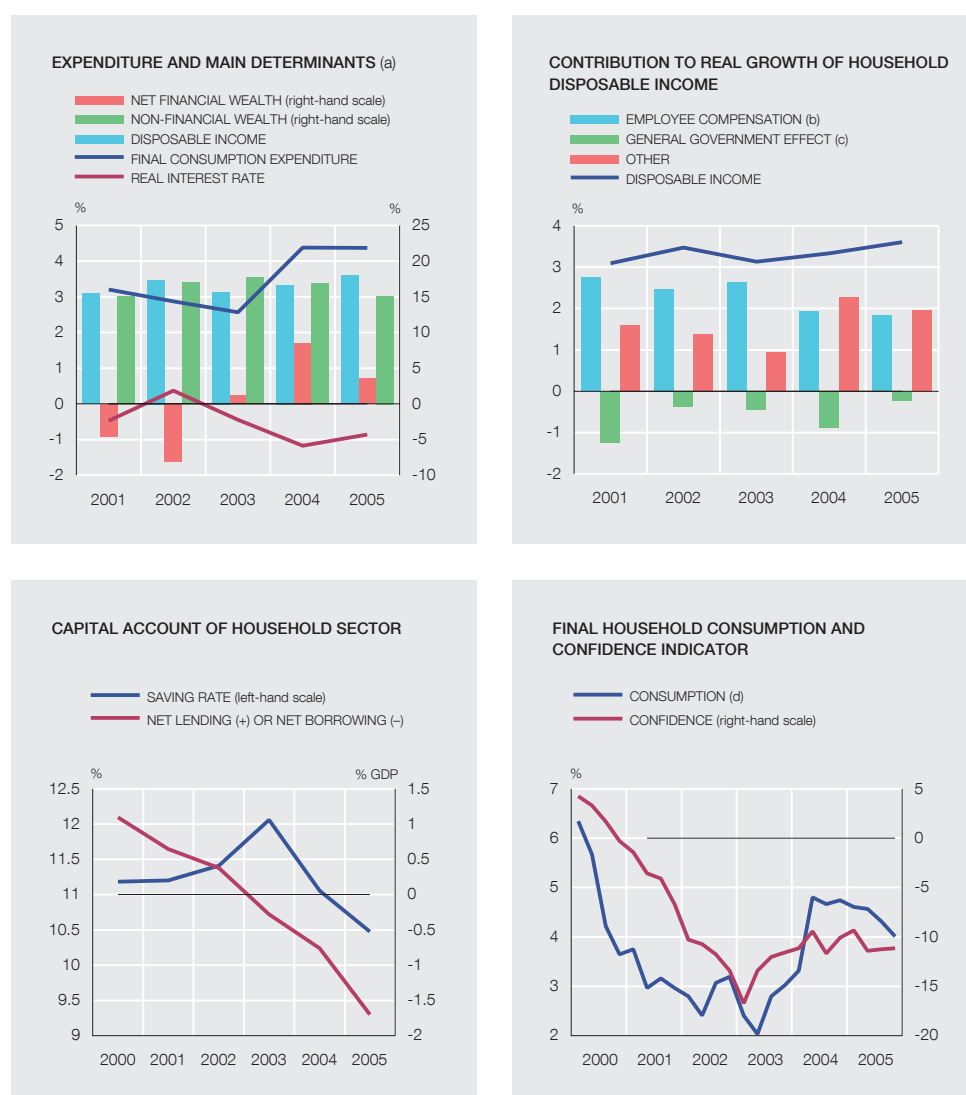 EXPENDITURE AND MAIN DETERMINANTS (a)
NET FINANCIAL WEALTH (right-hand scale)
NON-FINANCIAL WEALTH (right-hand scale)
DISPOSABLE INCOME
FINAL CONSUMPTION EXPENDITURE
REAL INTEREST RATE
% %
5 25
4 20
3 15
2 10
1 5
0 0
-1 -5
-2 -10
2001 2002 2003 2004 2005
CONTRIBUTION TO REAL GROWTH OF HOUSEHOLD
DISPOSABLE INCOME
EMPLOYEE COMPENSATION (b)
GENERAL GOVERNMENT EFFECT (c)
OTHER
DISPOSABLE INCOME
%
4
3
2
1
0
-1
-2
2001 2002 2003 2004 2005
CAPITAL ACCOUNT OF HOUSEHOLD SECTOR
SAVING RATE (left-hand scale)
NET LENDING (+) OR NET BORROWING (–)
% % GDP
12.5 1.5
12 1
11.5 0.5
11 0
10.5 -0.5
10 -1
9.5 -1.5
9 -2
2000 2001 2002 2003 2004 2005
FINAL HOUSEHOLD CONSUMPTION AND
CONFIDENCE INDICATOR
CONSUMPTION (d)
CONFIDENCE (right-hand scale)
%
7 5
6 0
5 -5
4 -10
3 -15
2 -20
2000 2001 2002 2003 2004 2005